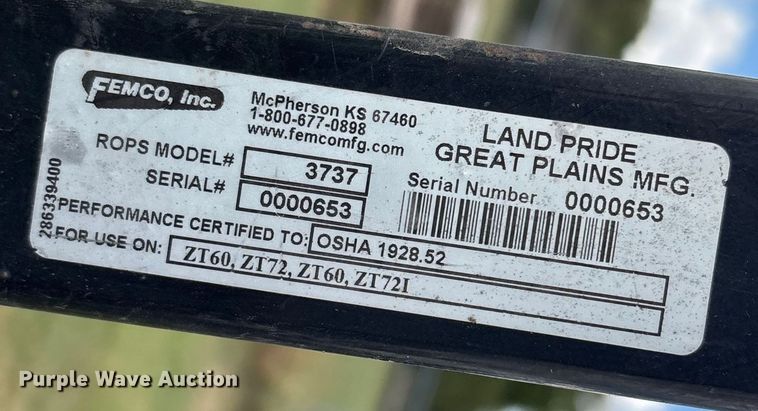 FEMCO, Inc.
McPherson KS 67460
1-800-677-0898
www.femcomfg.com
LAND PRIDE
GREAT PLAINS MFG.
ROPS MODEL# 3737
SERIAL# 0000653
Serial Number 0000653
286339400
PERFORMANCE CERTIFIED TO: OSHA 1928.52
FOR USE ON: ZT60, ZT72, ZT60, ZT72I
Purple Wave Auction